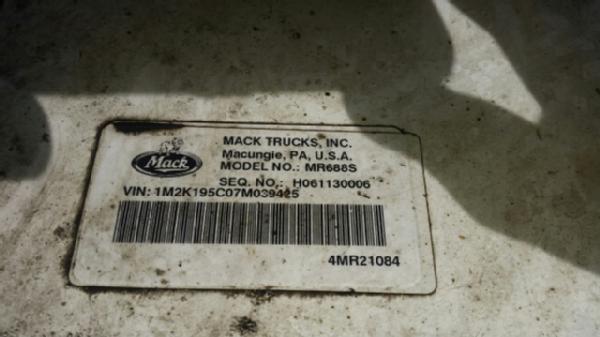 Mack
MACK TRUCKS, INC.
Macungie, PA, U.S.A.
MODEL NO.: MR688S
SEQ. NO.: H061130006
VIN: 1M2K195C07M039425
4MR21084